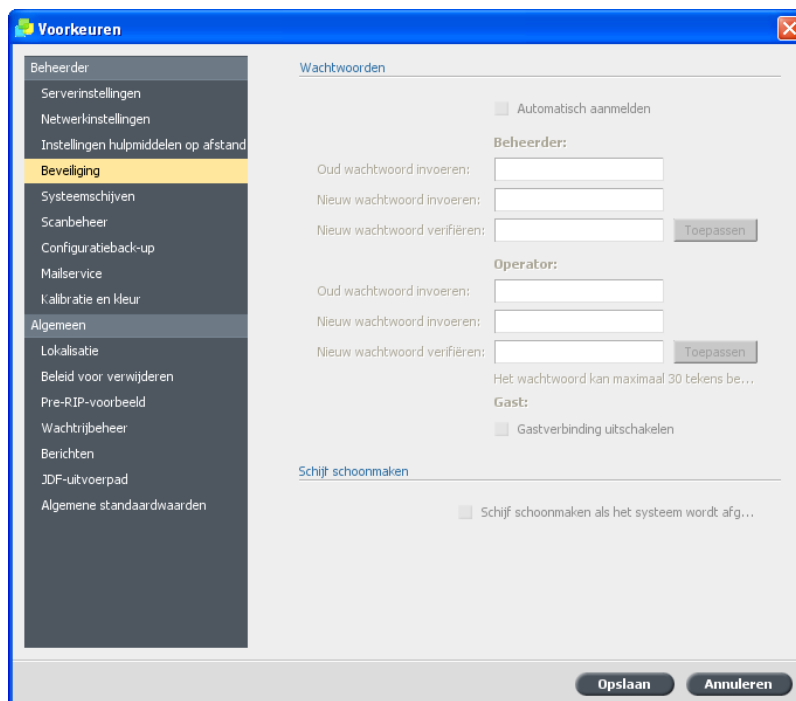 Voorkeuren
Beheerder
Serverinstellingen
Netwerkinstellingen
Instellingen hulpmiddelen op afstand
Beveiliging
Systeemschijven
Scanbeheer
Configuratieback-up
Mailservice
Kalibratie en kleur
Algemeen
Lokalisatie
Beleid voor verwijderen
Pre-RIP-voorbeeld
Wachtrijbeheer
Berichten
JDF-uitvoerpad
Algemene standaardwaarden
Wachtwoorden
Automatisch aanmelden
Beheerder:
Oud wachtwoord invoeren:
Nieuw wachtwoord invoeren:
Nieuw wachtwoord verifiëren: Toepassen
Operator:
Oud wachtwoord invoeren:
Nieuw wachtwoord invoeren:
Nieuw wachtwoord verifiëren: Toepassen
Het wachtwoord kan maximaal 30 tekens be...
Gast:
Gastverbinding uitschakelen
Schijf schoonmaken
Schijf schoonmaken als het systeem wordt afg...
Opslaan Annuleren